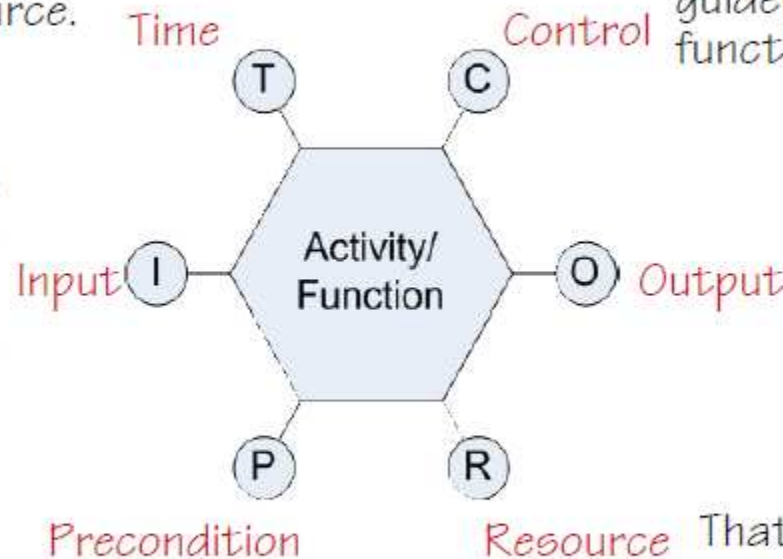 Time
Control
T
C
Input
I
Activity/
Function
O
Output
P
R
Precondition
Resource
That